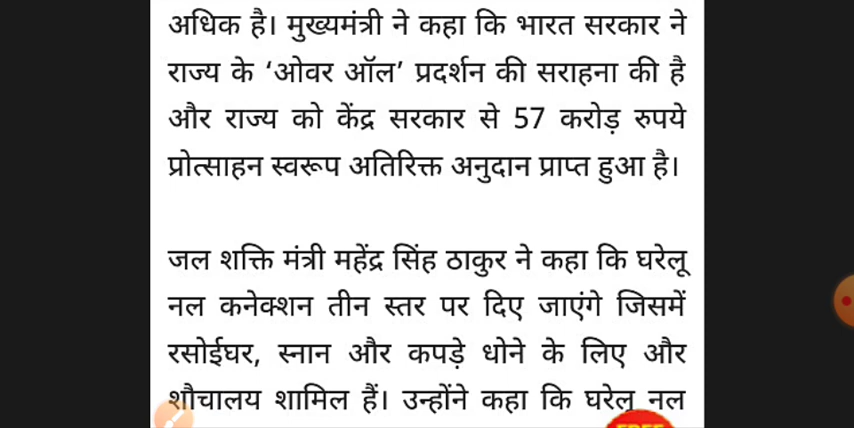 अधिक है। मुख्यमंत्री ने कहा कि भारत सरकार ने
राज्य के ‘ओवर ऑल’ प्रदर्शन की सराहना की है
और राज्य को केंद्र सरकार से 57 करोड़ रुपये
प्रोत्साहन स्वरूप अतिरिक्त अनुदान प्राप्त हुआ है।
जल शक्ति मंत्री महेंद्र सिंह ठाकुर ने कहा कि घरेलू
नल कनेक्शन तीन स्तर पर दिए जाएंगे जिसमें
रसोईघर, स्नान और कपड़े धोने के लिए और
शौचालय शामिल हैं। उन्होंने कहा कि घरेलू नल
FREE